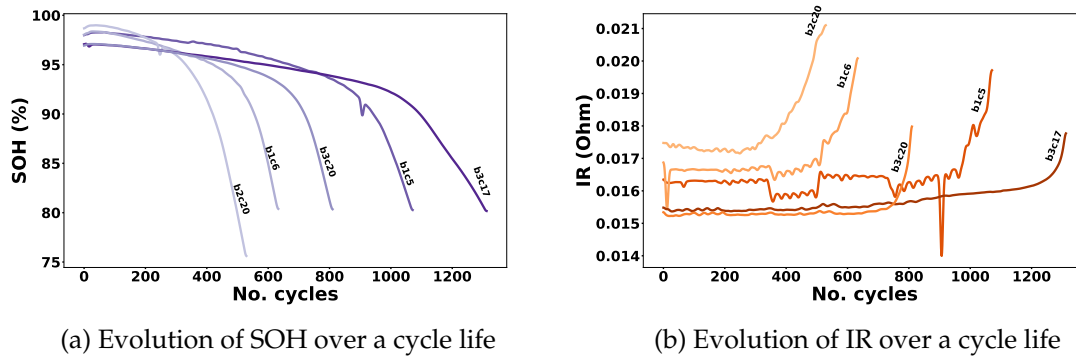 100
95
90
85
80
75
SOH (%)
b2c20
b1c6
b3c20
b1c5
b3c17
0 200 400 600 800 1000 1200
No. cycles
(a) Evolution of SOH over a cycle life
0.021
0.020
0.019
0.018
0.017
0.016
0.015
0.014
IR (Ohm)
b2c20
b1c6
b3c20
b1c5
b3c17
0 200 400 600 800 1000 1200
No. cycles
(b) Evolution of IR over a cycle life